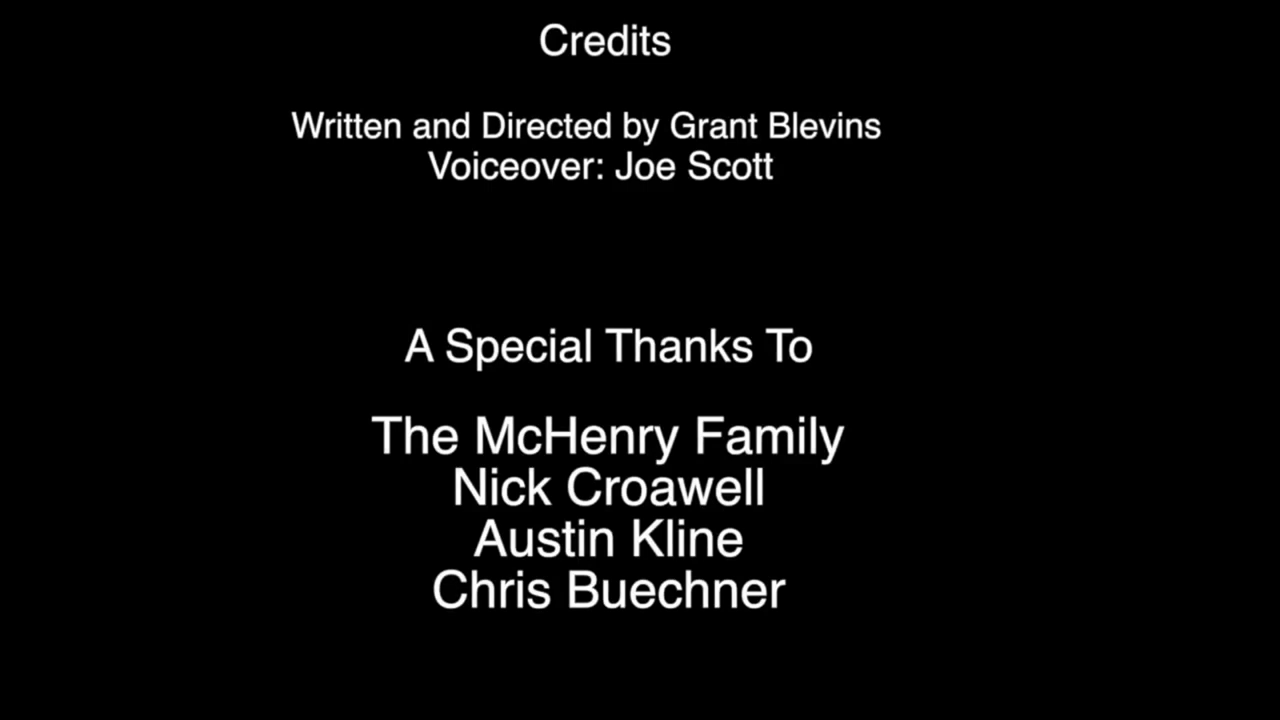 Credits
Written and Directed by Grant Blevins
Voiceover: Joe Scott
A Special Thanks To
The McHenry Family
Nick Croawell
Austin Kline
Chris Buechner